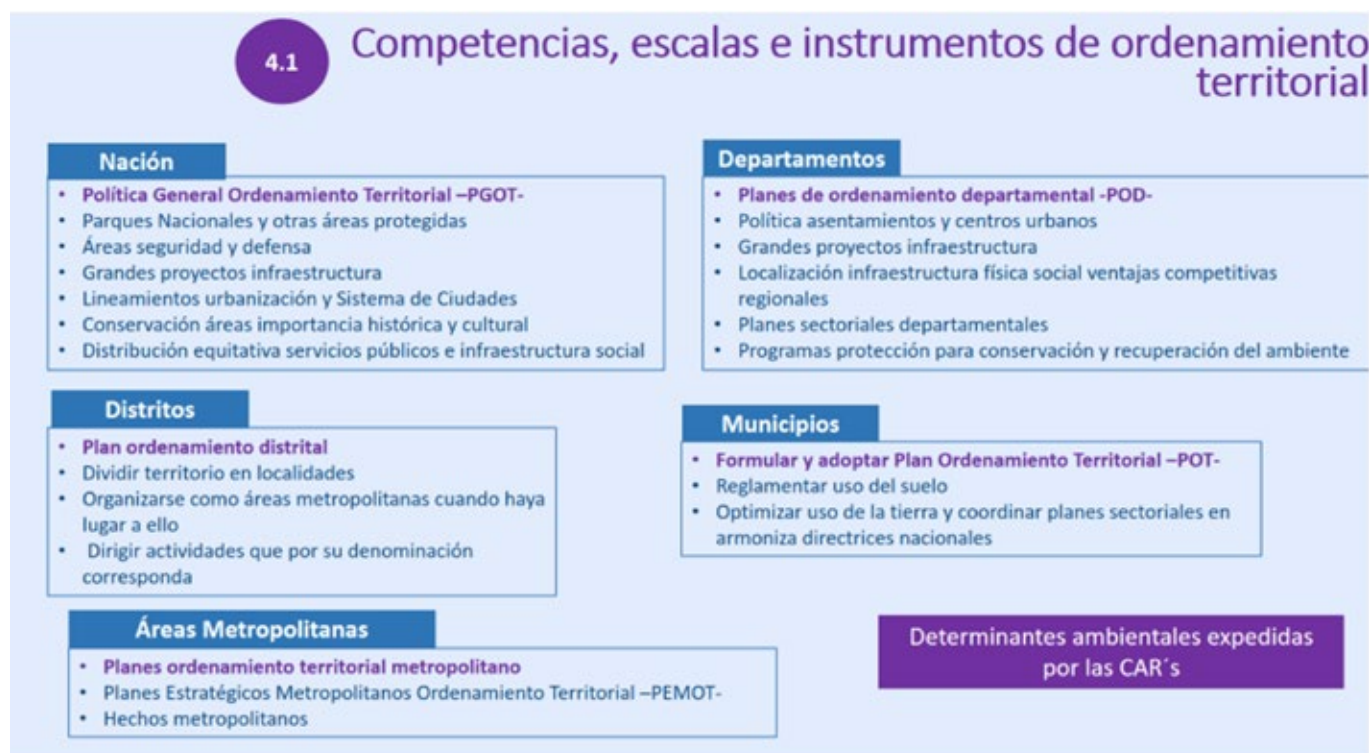 4.1
Competencias, escalas e instrumentos de ordenamiento
territorial
Nación
• Política General Ordenamiento Territorial –PGOT-
• Parques Nacionales y otras áreas protegidas
• Áreas seguridad y defensa
• Grandes proyectos infraestructura
• Lineamientos urbanización y Sistema de Ciudades
• Conservación áreas importancia histórica y cultural
• Distribución equitativa servicios públicos e infraestructura social
Departamentos
• Planes de ordenamiento departamental -POD-
• Política asentamientos y centros urbanos
• Grandes proyectos infraestructura
• Localización infraestructura física social ventajas competitivas
regionales
• Planes sectoriales departamentales
• Programas protección para conservación y recuperación del ambiente
Distritos
• Plan ordenamiento distrital
• Dividir territorio en localidades
• Organizarse como áreas metropolitanas cuando haya
lugar a ello
• Dirigir actividades que por su denominación
corresponda
Municipios
• Formular y adoptar Plan Ordenamiento Territorial –POT-
• Reglamentar uso del suelo
• Optimizar uso de la tierra y coordinar planes sectoriales en
armoniza directrices nacionales
Áreas Metropolitanas
• Planes ordenamiento territorial metropolitano
• Planes Estratégicos Metropolitanos Ordenamiento Territorial –PEMOT-
• Hechos metropolitanos
Determinantes ambientales expedidas
por las CAR´s